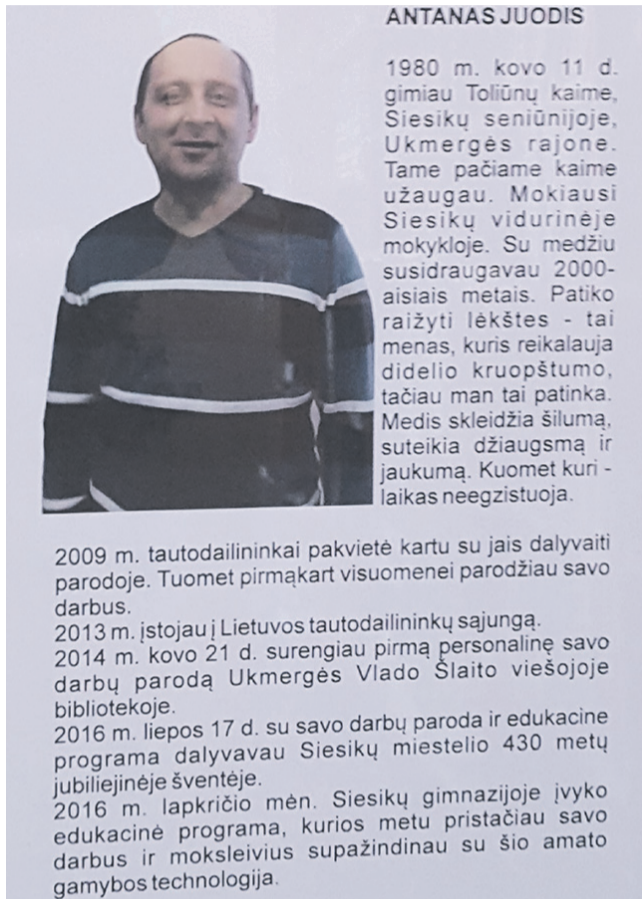 ANTANAS JUODIS
1980 m. kovo 11 d.
gimiau Toliūnų kaime,
Siesikų seniūnijoje,
Ukmergės rajone.
Tame pačiame kaime
užaugau. Mokiausi
Siesikų vidurinėje
mokykloje. Su medžiu
susidraugavau 2000-
aisiais metais. Patiko
raižyti lėkštes - tai
menas, kuris reikalauja
didelio kruopštumo,
tačiau man tai patinka.
Medis skleidžia šilumą,
suteikia džiaugsmą ir
jaukumą. Kuomet kuri -
laikas neegzistuoja.
2009 m. tautodailininkai pakvietė kartu su jais dalyvaiti
parodoje. Tuomet pirmąkart visuomenei parodžiau savo
darbus.
2013 m. įstojau į Lietuvos tautodailininkų sąjungą.
2014 m. kovo 21 d. surengiau pirmą personalinę savo
darbų parodą Ukmergės Vlado Šlaito viešojoje
bibliotekoje.
2016 m. liepos 17 d. su savo darbų paroda ir edukacine
programa dalyvavau Siesikų miestelio 430 metų
jubiliejinėje šventėje.
2016 m. lapkričio mėn. Siesikų gimnazijoje įvyko
edukacinė programa, kurios metu pristačiau savo
darbus ir moksleivius supažindinau su šio amato
gamybos technologija.